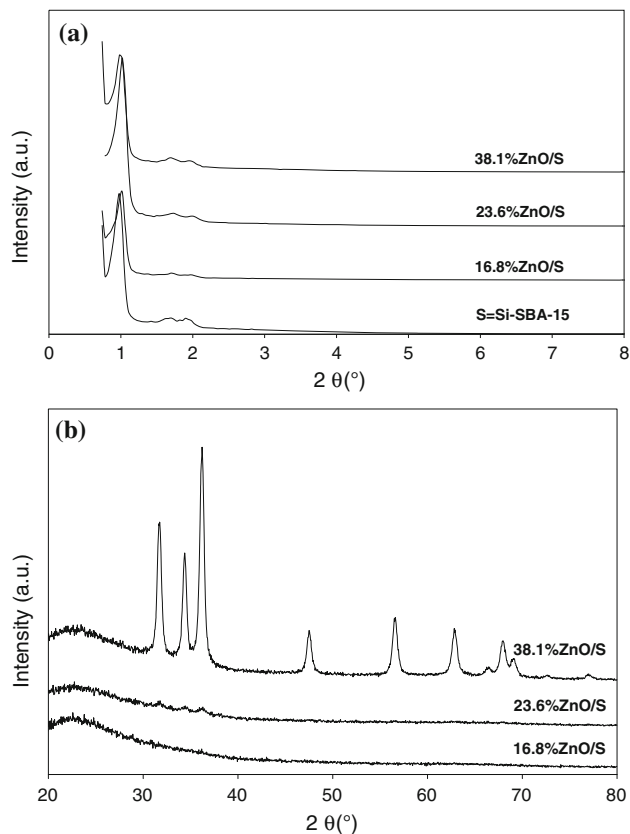 (a)
Intensity (a.u.)
38.1%ZnO/S
23.6%ZnO/S
16.8%ZnO/S
S=Si-SBA-15
0 1 2 3 4 5 6 7 8
2 θ(°)
(b)
Intensity (a.u.)
38.1%ZnO/S
23.6%ZnO/S
16.8%ZnO/S
20 30 40 50 60 70 80
2 θ(°)